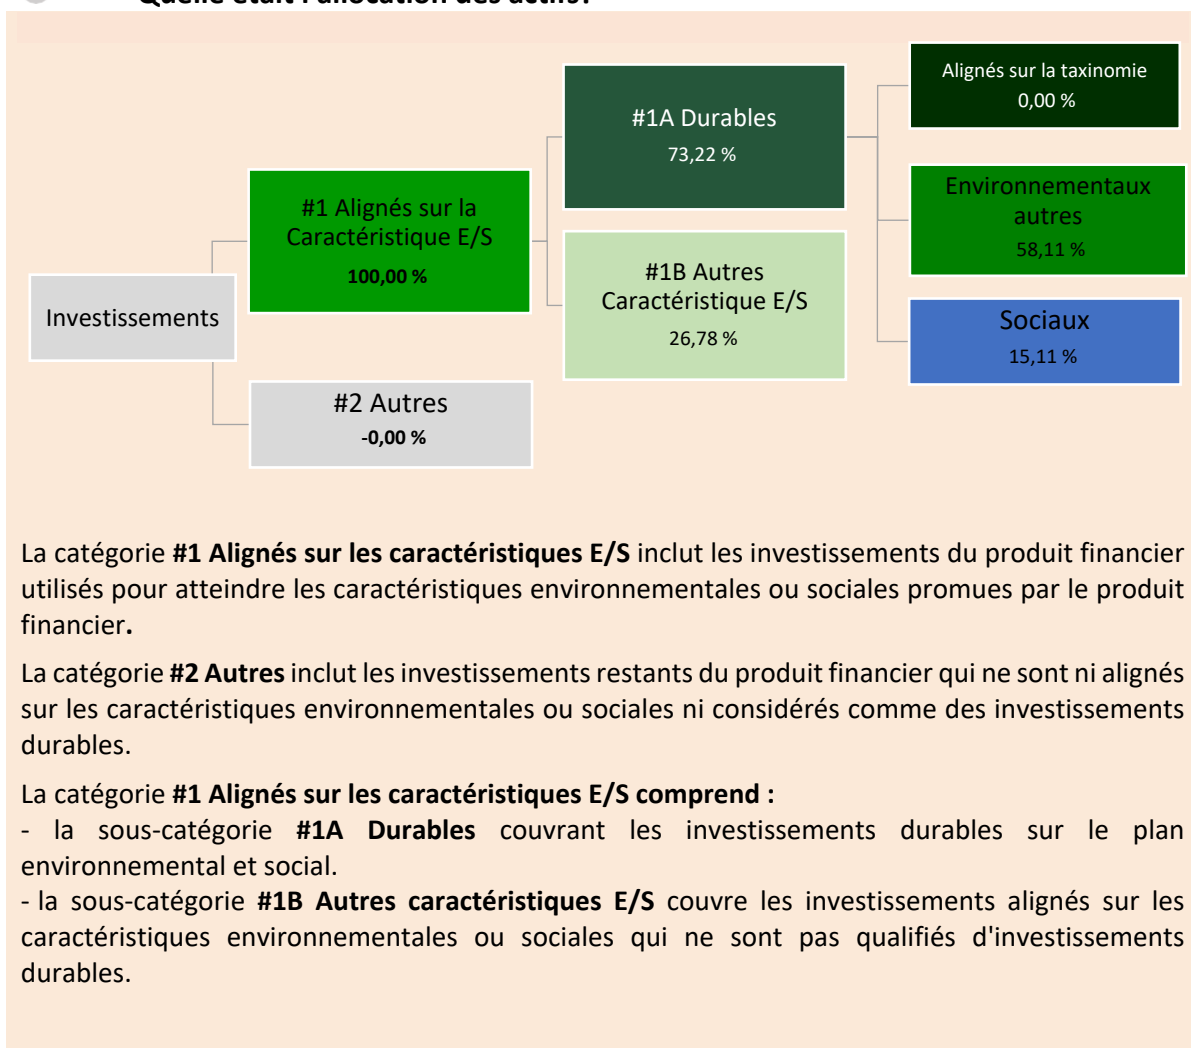 Quelle était l'allocation des actifs?
Alignés sur la taxinomie
0,00 %
#1A Durables
73,22 %
Environnementaux
autres
58,11 %
#1 Alignés sur la
Caractéristique E/S
100,00 %
#1B Autres
Caractéristique E/S
26,78 %
Investissements
Sociaux
15,11 %
#2 Autres
-0,00 %
La catégorie #1 Alignés sur les caractéristiques E/S inclut les investissements du produit financier
utilisés pour atteindre les caractéristiques environnementales ou sociales promues par le produit
financier.
La catégorie #2 Autres inclut les investissements restants du produit financier qui ne sont ni alignés
sur les caractéristiques environnementales ou sociales ni considérés comme des investissements
durables.
La catégorie #1 Alignés sur les caractéristiques E/S comprend :
- la sous-catégorie #1A Durables couvrant les investissements durables sur le plan
environnemental et social.
- la sous-catégorie #1B Autres caractéristiques E/S couvre les investissements alignés sur les
caractéristiques environnementales ou sociales qui ne sont pas qualifiés d'investissements
durables.